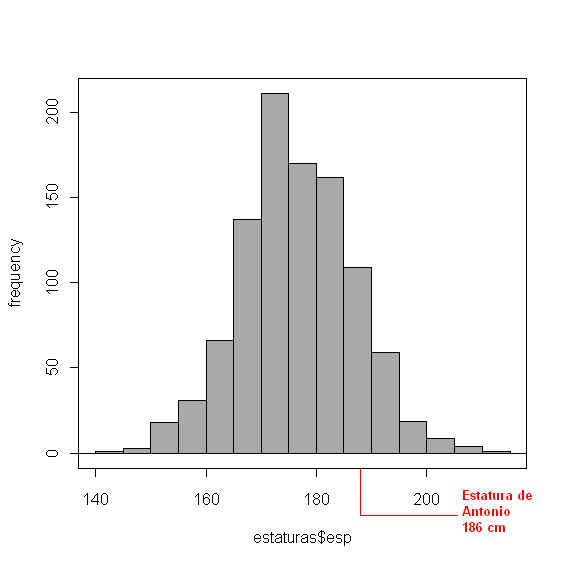 200
150
100
50
0
frequency
140 160 180 200
estaturas$esp
Estatura de
Antonio
186 cm